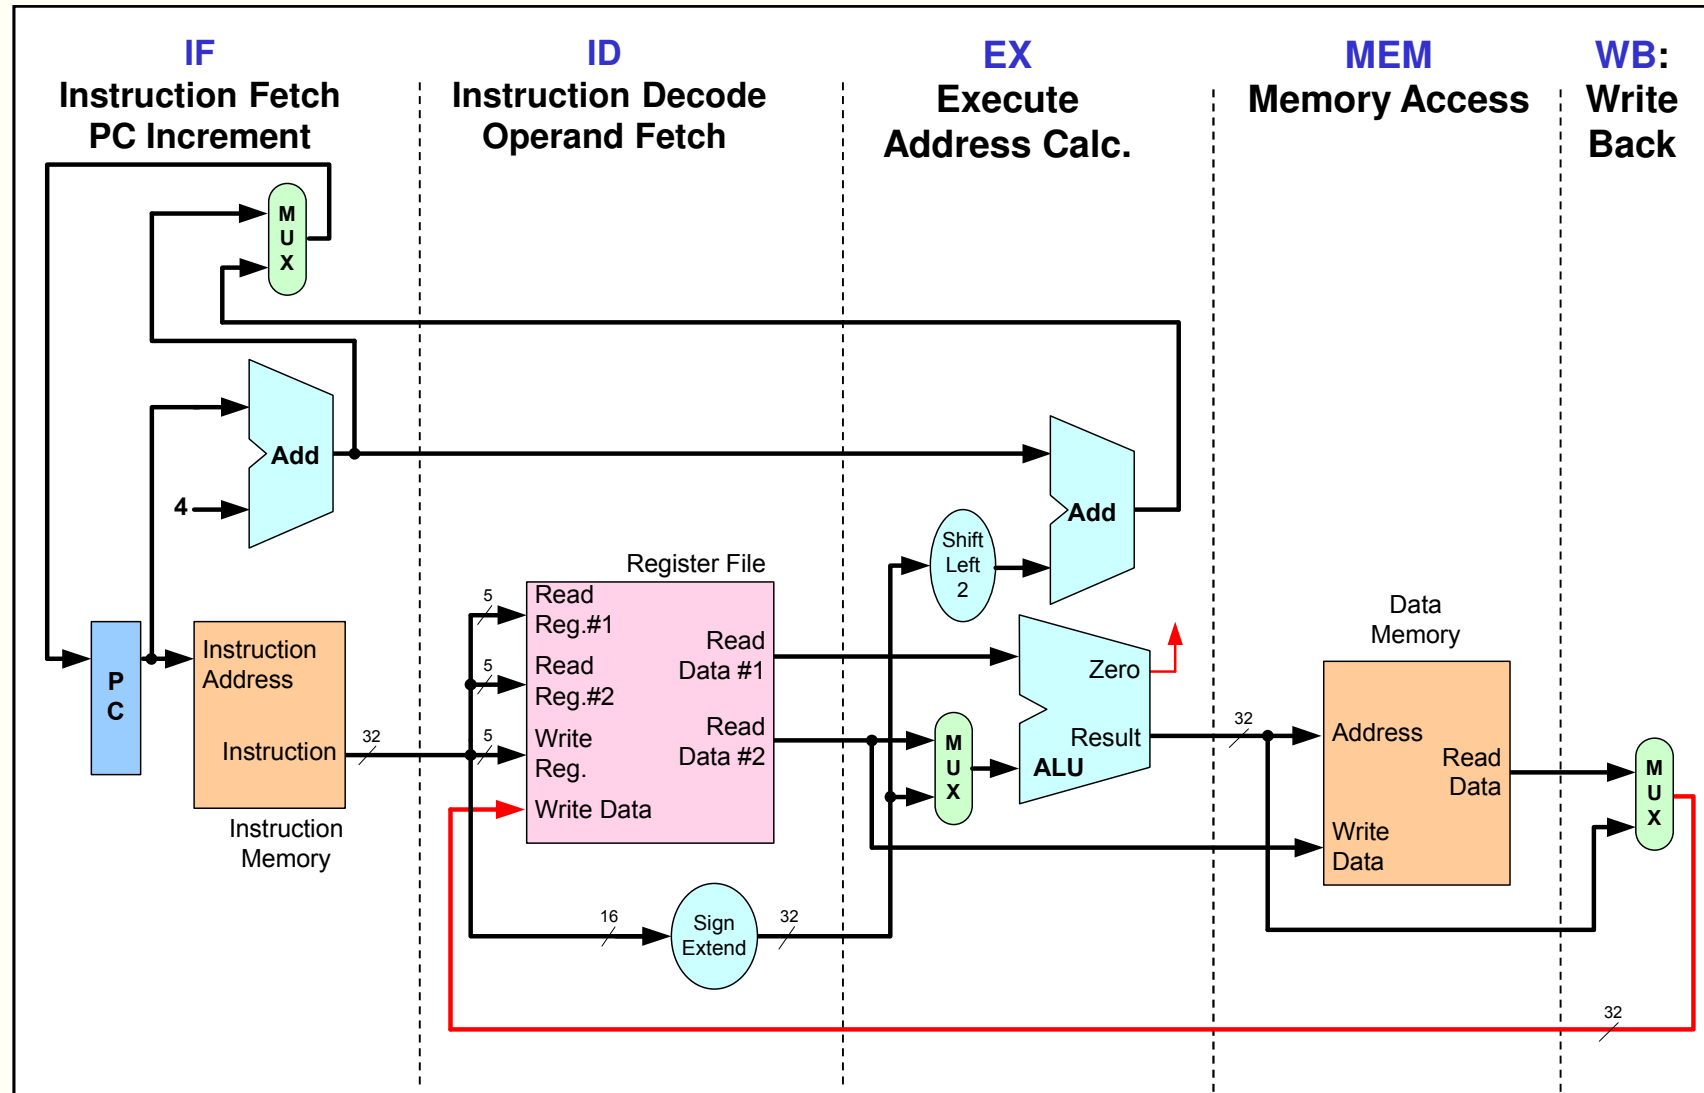 IF
Instruction Fetch
PC Increment
ID
Instruction Decode
Operand Fetch
EX
Execute
Address Calc.
MEM
Memory Access
WB:
Write
Back
M
U
X
Add
4
Add
Shift
Left
2
Register File
5
Read
Reg.#1
5
Read
Reg.#2
5
Write
Reg.
Write Data
Read
Data #1
Read
Data #2
P
C
Instruction
Address
Instruction
32
Instruction
Memory
M
U
X
Zero
Result
ALU
32
Data
Memory
Address
Read
Data
Write
Data
M
U
X
16
Sign
Extend
32
32